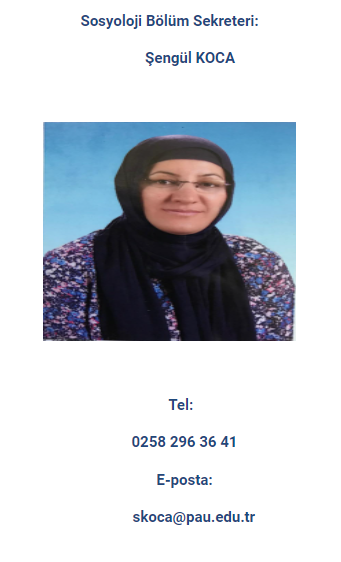 Sosyoloji Bölüm Sekreteri:
Şengül KOCA
Tel:
0258 296 36 41
E-posta:
skoca@pau.edu.tr